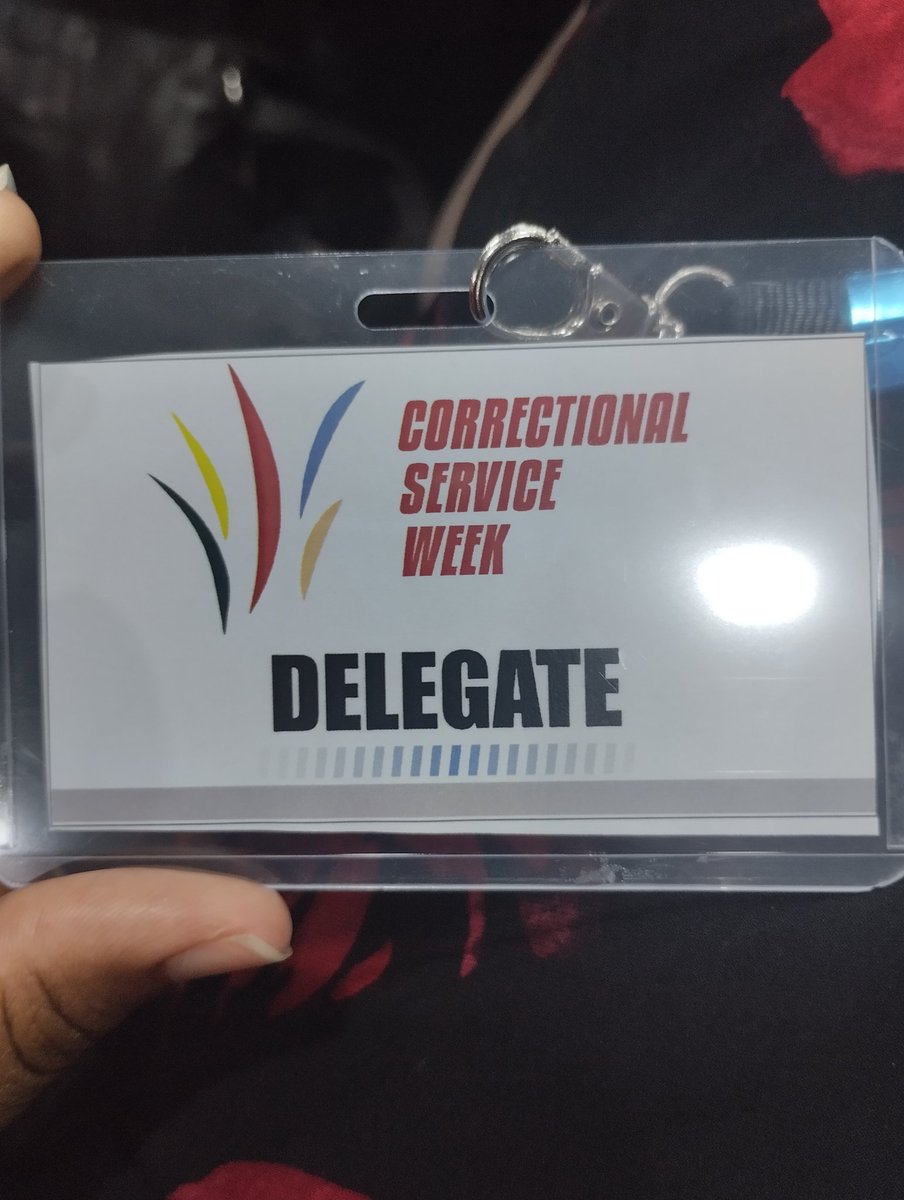 CORRECTIONAL
SERVICE
WEEK
DELEGATE